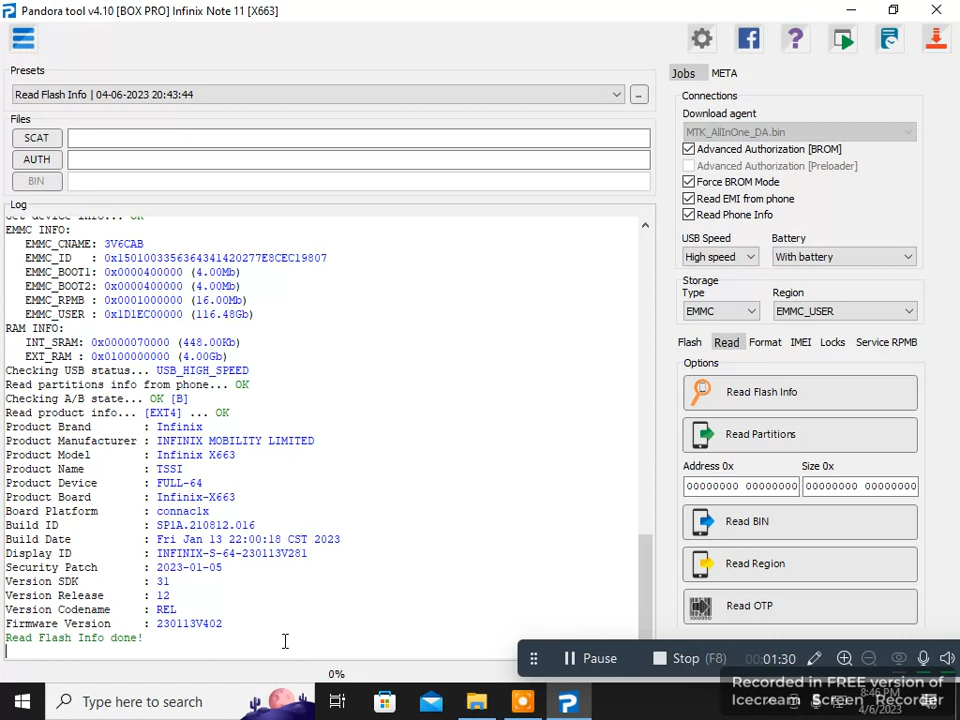 Pandora tool v4.10 [BOX PRO] Infinix Note 11 [X663]
Presets
Read Flash Info | 04-06-2023 20:43:44
...
Files
SCAT
AUTH
BIN
Log
Get device info... OK
EMMC INFO:
EMMC_CNAME: 3V6CAB
EMMC_ID : 0x150100335636434142027 7E8CEC19807
EMMC_BOOT1: 0x0000400000 (4.00Mb)
EMMC_BOOT2: 0x0000400000 (4.00Mb)
EMMC_RPMB : 0x0001000000 (16.00Mb)
EMMC_USER : 0x1D1EC00000 (116.48Gb)
RAM INFO:
INT_SRAM: 0x0000070000 (448.00Kb)
EXT_RAM : 0x0100000000 (4.00Gb)
Checking USB status... USB_HIGH_SPEED
Read partitions info from phone... OK
Checking A/B state... OK [B]
Read product info... [EXT4] ... OK
Product Brand : Infinix
Product Manufacturer : INFINIX MOBILITY LIMITED
Product Model : Infinix X663
Product Name : TSSI
Product Device : FULL-64
Product Board : Infinix-X663
Board Platform : connaclx
Build ID : SP1A.210812.016
Build Date : Fri Jan 13 22:00:18 CST 2023
Display ID : INFINIX-S-64-230113V281
Security Patch : 2023-01-05
Version SDK : 31
Version Release : 12
Version Codename : REL
Firmware Version : 230113V402
Read Flash Info done!
0%
Jobs META
Connections
Download agent
MTK_AllInOne_DA.bin
Advanced Authorization [BROM]
Advanced Authorization [Preloader]
Force BROM Mode
Read EMI from phone
Read Phone Info
USB Speed Battery
High speed With battery
Storage
Type Region
EMMC EMMC_USER
Flash Read Format IMEI Locks Service RPMB
Options
Read Flash Info
Read Partitions
Address 0x Size 0x
00000000 00000000 00000000 00000000
Read BIN
Read Region
Read OTP
Pause Stop (F8) 00:01:30
Recorded in FREE version of
Icecream Screen Recorder
Type here to search
8:46 PM
4/6/2023